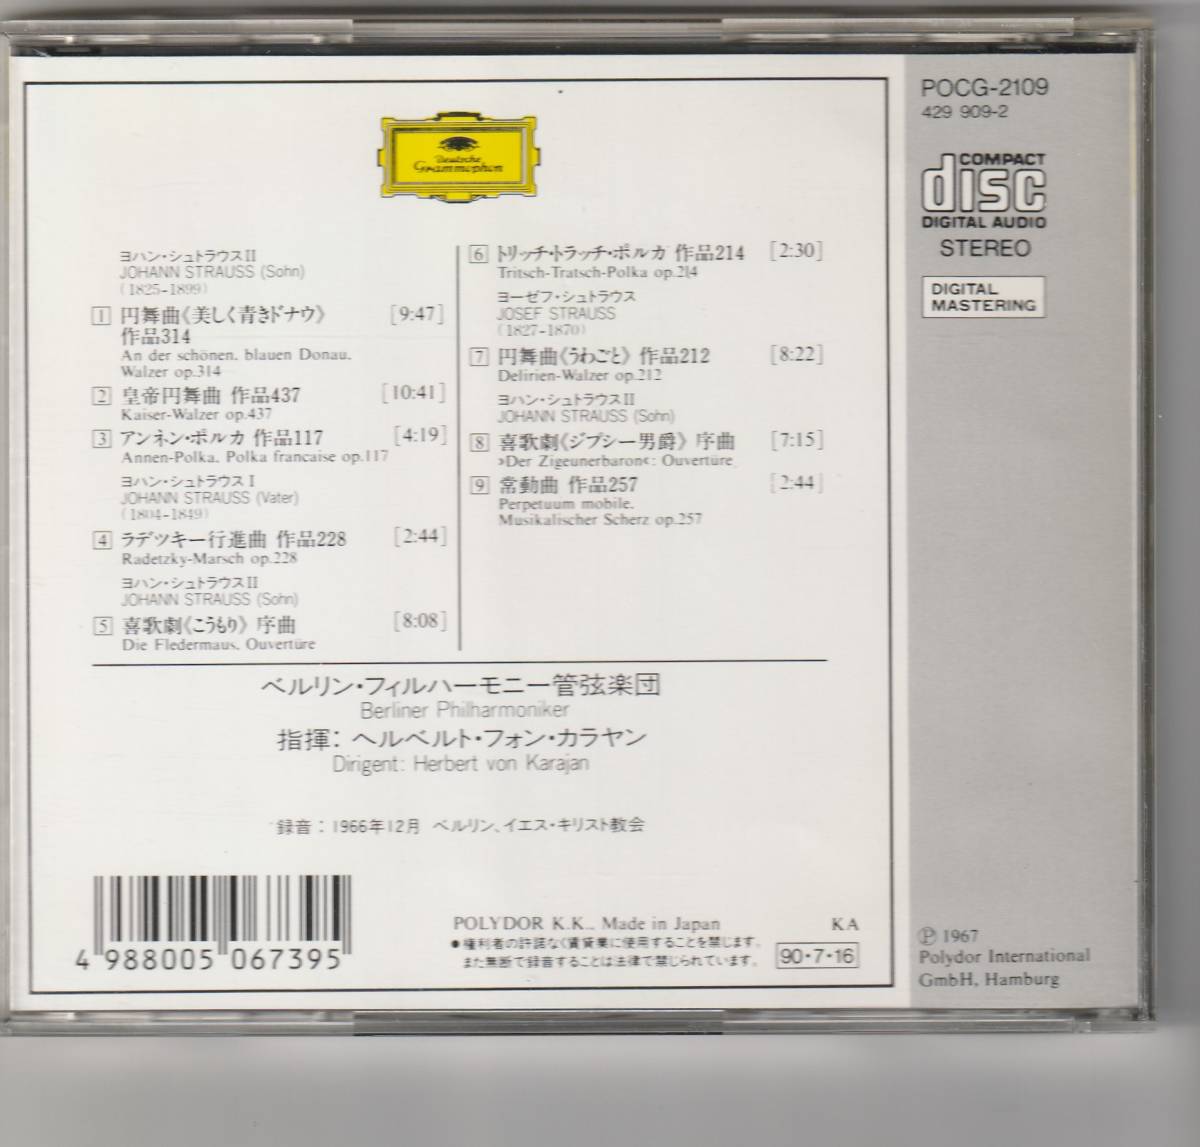 Deutsche
Grammophon
ヨハン・シュトラウスII
JOHANN STRAUSS (Sohn)
(1825-1899)
1 円舞曲《美しく青きドナウ》 [9:47]
作品314
An der schönen, blauen Donau,
Walzer op.314
2 皇帝円舞曲 作品437 [10:41]
Kaiser-Walzer op.437
3 アンネン・ポルカ 作品117 [4:19]
Annen-Polka, Polka francaise op.117
ヨハン・シュトラウス I
JOHANN STRAUSS (Vater)
(1804-1849)
4 ラデツキー行進曲 作品228 [2:44]
Radetzky-Marsch op.228
ヨハン・シュトラウスII
JOHANN STRAUSS (Sohn)
5 喜歌劇《こうもり》 序曲 [8:08]
Die Fledermaus, Ouvertüre
6 トリッチ・トラッチ・ポルカ 作品214 [2:30]
Tritsch-Tratsch-Polka op.214
ヨーゼフ・シュトラウス
JOSEF STRAUSS
(1827-1870)
7 円舞曲《うわごと》 作品212 [8:22]
Delirien-Walzer op.212
ヨハン・シュトラウスII
JOHANN STRAUSS (Sohn)
8 喜歌劇《ジプシー男爵》 序曲 [7:15]
»Der Zigeunerbaron«: Ouvertüre
9 常動曲 作品257 [2:44]
Perpetuum mobile,
Musikalischer Scherz op.257
ベルリン・フィルハーモニー管弦楽団
Berliner Philharmoniker
指揮: ヘルベルト・フォン・カラヤン
Dirigent: Herbert von Karajan
録音：1966年12月 ベルリン、イエス・キリスト教会
4 988005 067395
POLYDOR K.K., Made in Japan KA
●権利者の許諾なく賃貸業に使用することを禁じます。
また無断で録音することは法律で禁じられています。
90・7・16
POCG-2109
429 909-2
COMPACT
disc
DIGITAL AUDIO
STEREO
DIGITAL
MASTERING
Ⓟ 1967
Polydor International
GmbH, Hamburg